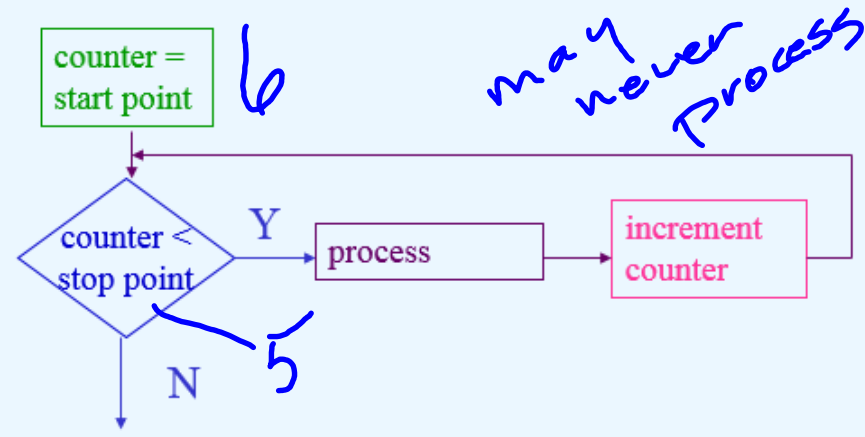 counter =
start point
6
may
never
process
counter <
stop point
Y
process
increment
counter
5
N